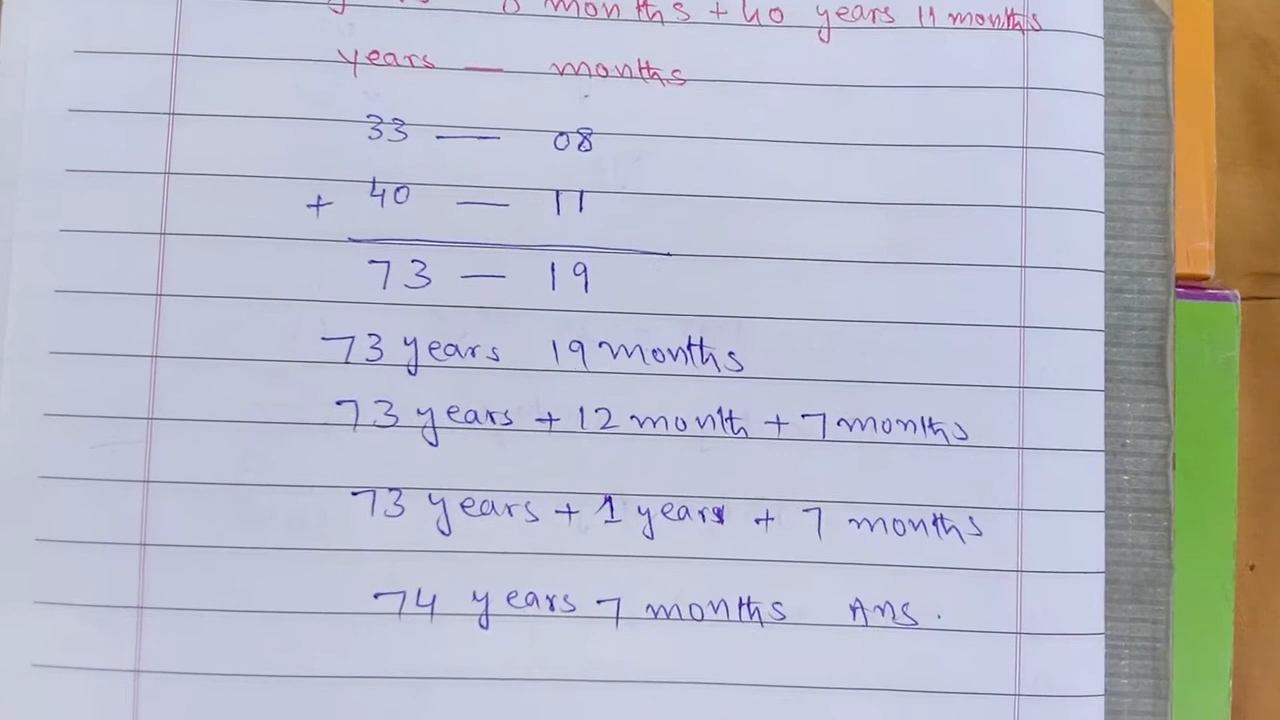 months + 40 years 11 months
years — months
33 — 08
+ 40 — 11
73 — 19
73 years 19 months
73 years + 12 month + 7 months
73 years + 1 years + 7 months
74 years 7 months Ans.